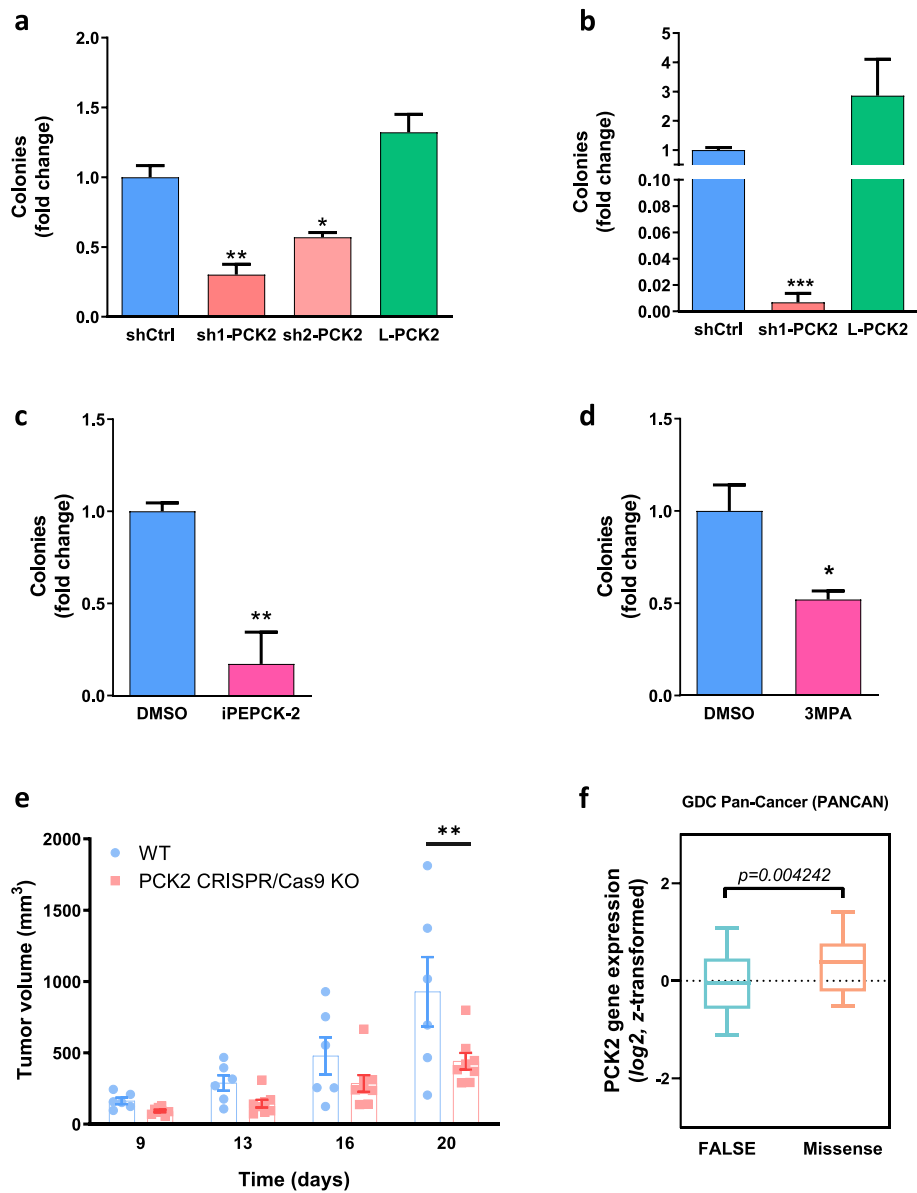 a
Colonies
(fold change)
1.5
**
*
1.0
0.5
0.0
2.0
shCtrl
sh1-PCK2
sh2-PCK2
L-PCK2
b
Colonies
(fold change)
5
4
3
2
1
0.10
0.08
0.06
0.04
0.02
0.00
***
shCtrl
sh1-PCK2
L-PCK2
c
Colonies
(fold change)
1.5
1.0
0.5
0.0
**
DMSO
iPEPCK-2
d
Colonies
(fold change)
1.5
1.0
0.5
0.0
*
DMSO
3MPA
e
Tumor volume (mm³)
2000
1500
1000
500
0
WT
PCK2 CRISPR/Cas9 KO
**
9
13
16
20
Time (days)
f
GDC Pan-Cancer (PANCAN)
PCK2 gene expression
(log2, z-transformed)
2
0
-2
p=0.004242
FALSE
Missense